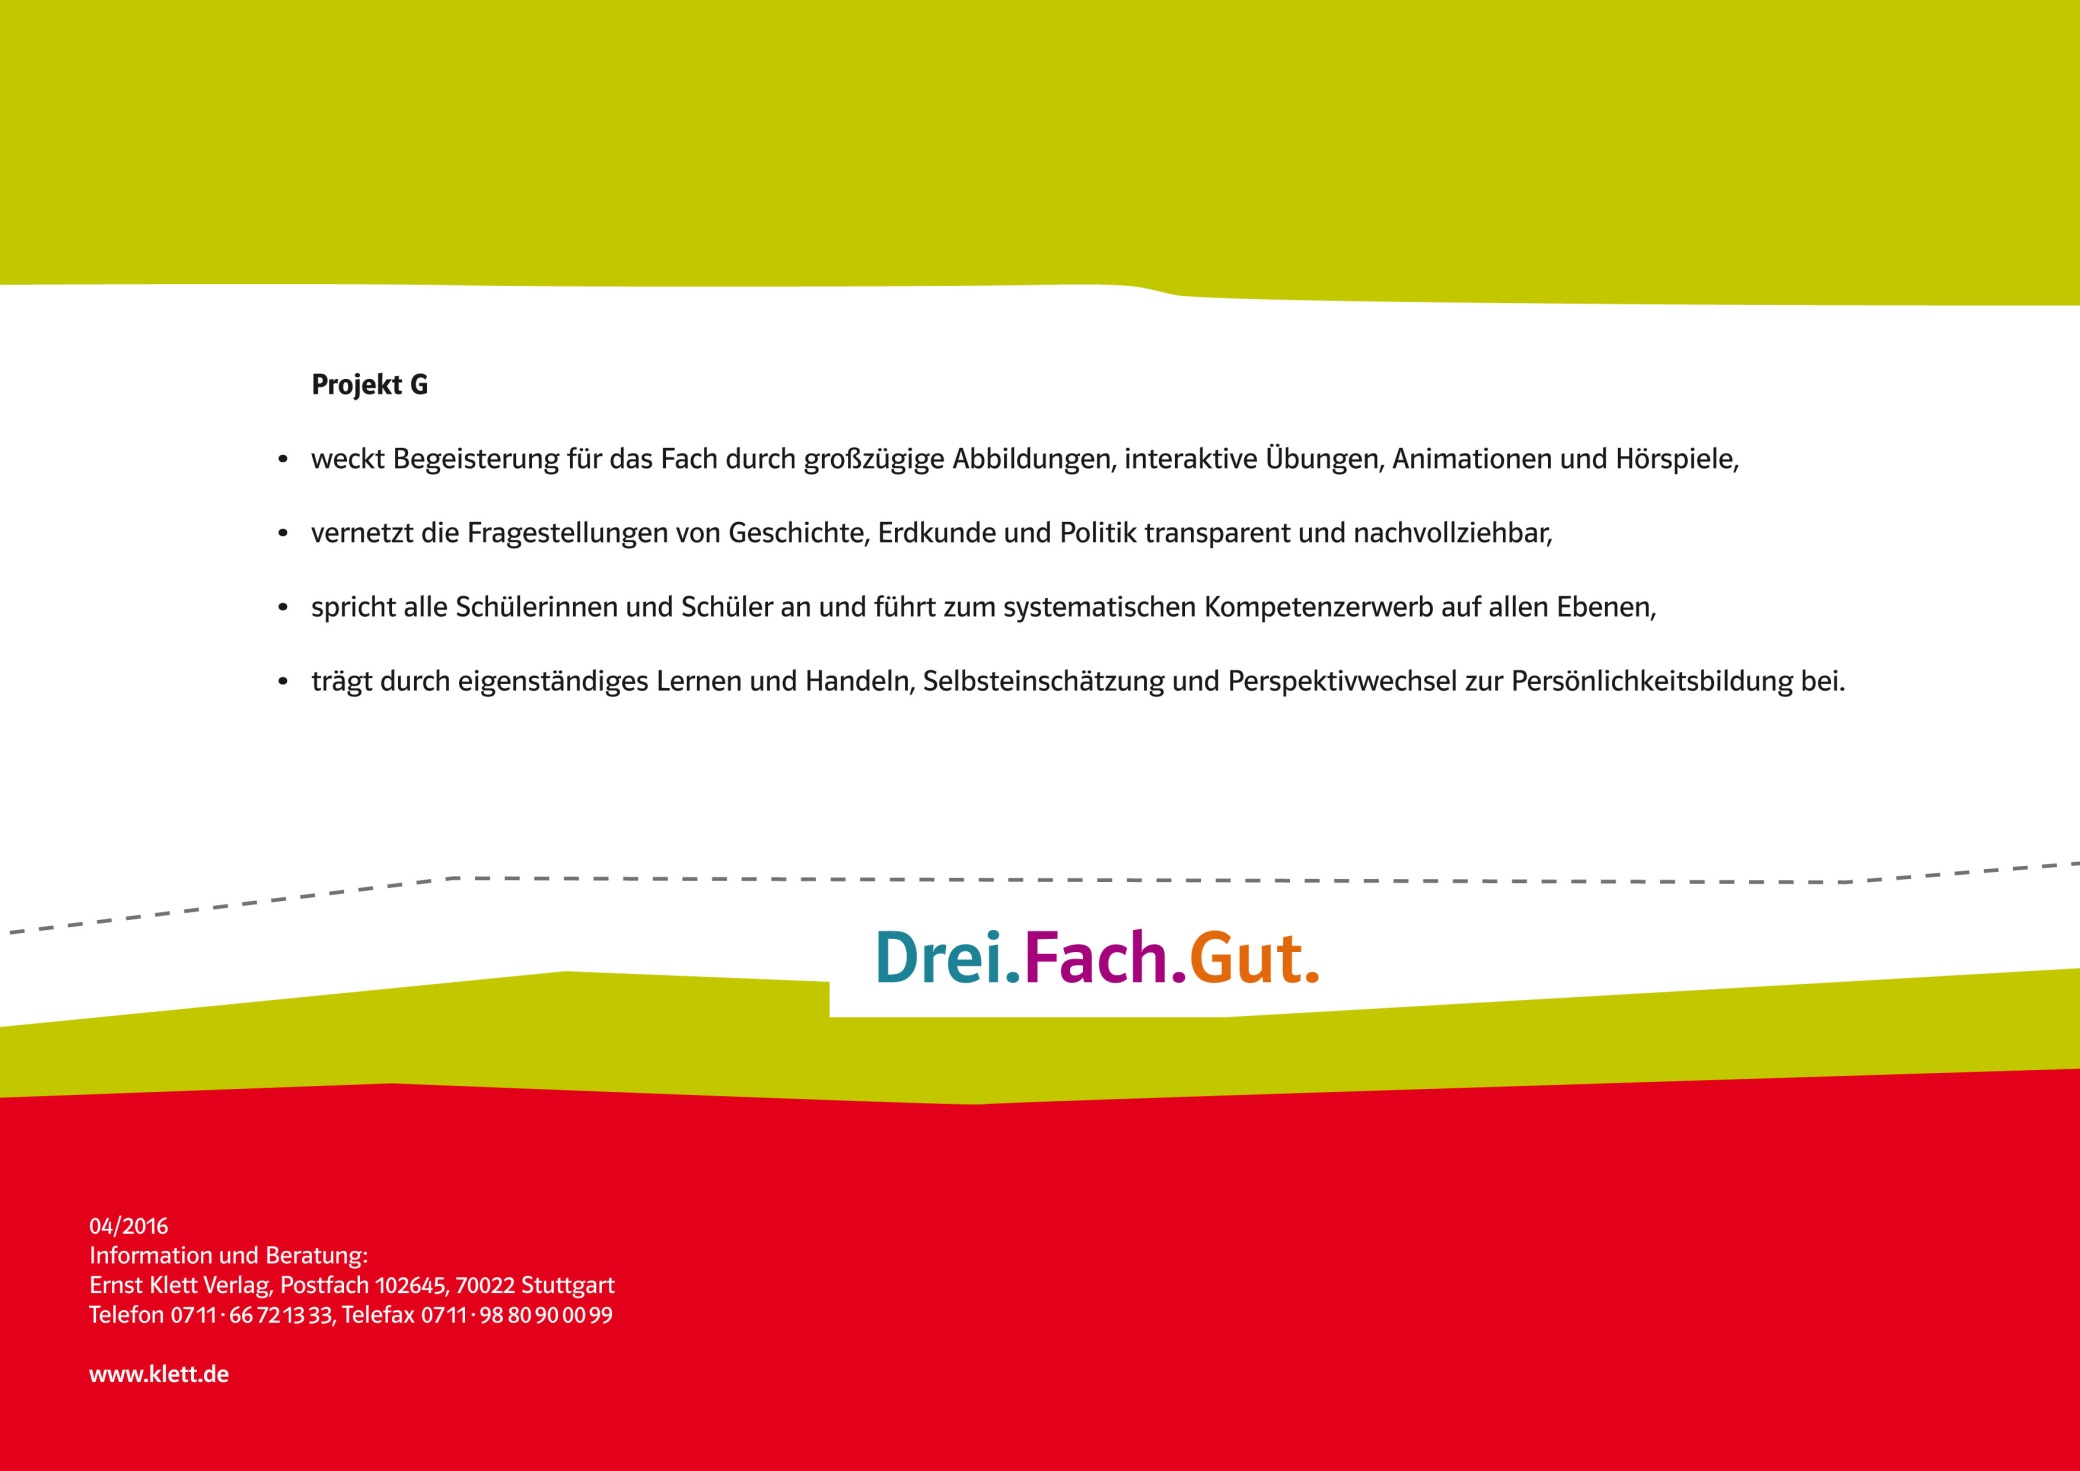 Projekt G
• weckt Begeisterung für das Fach durch großzügige Abbildungen, interaktive Übungen, Animationen und Hörspiele,
• vernetzt die Fragestellungen von Geschichte, Erdkunde und Politik transparent und nachvollziehbar,
• spricht alle Schülerinnen und Schüler an und führt zum systematischen Kompetenzerwerb auf allen Ebenen,
• trägt durch eigenständiges Lernen und Handeln, Selbsteinschätzung und Perspektivwechsel zur Persönlichkeitsbildung bei.
Drei.Fach.Gut.
04/2016
Information und Beratung:
Ernst Klett Verlag, Postfach 102645, 70022 Stuttgart
Telefon 0711 · 66 72 13 33, Telefax 0711 · 98 80 90 00 99
www.klett.de